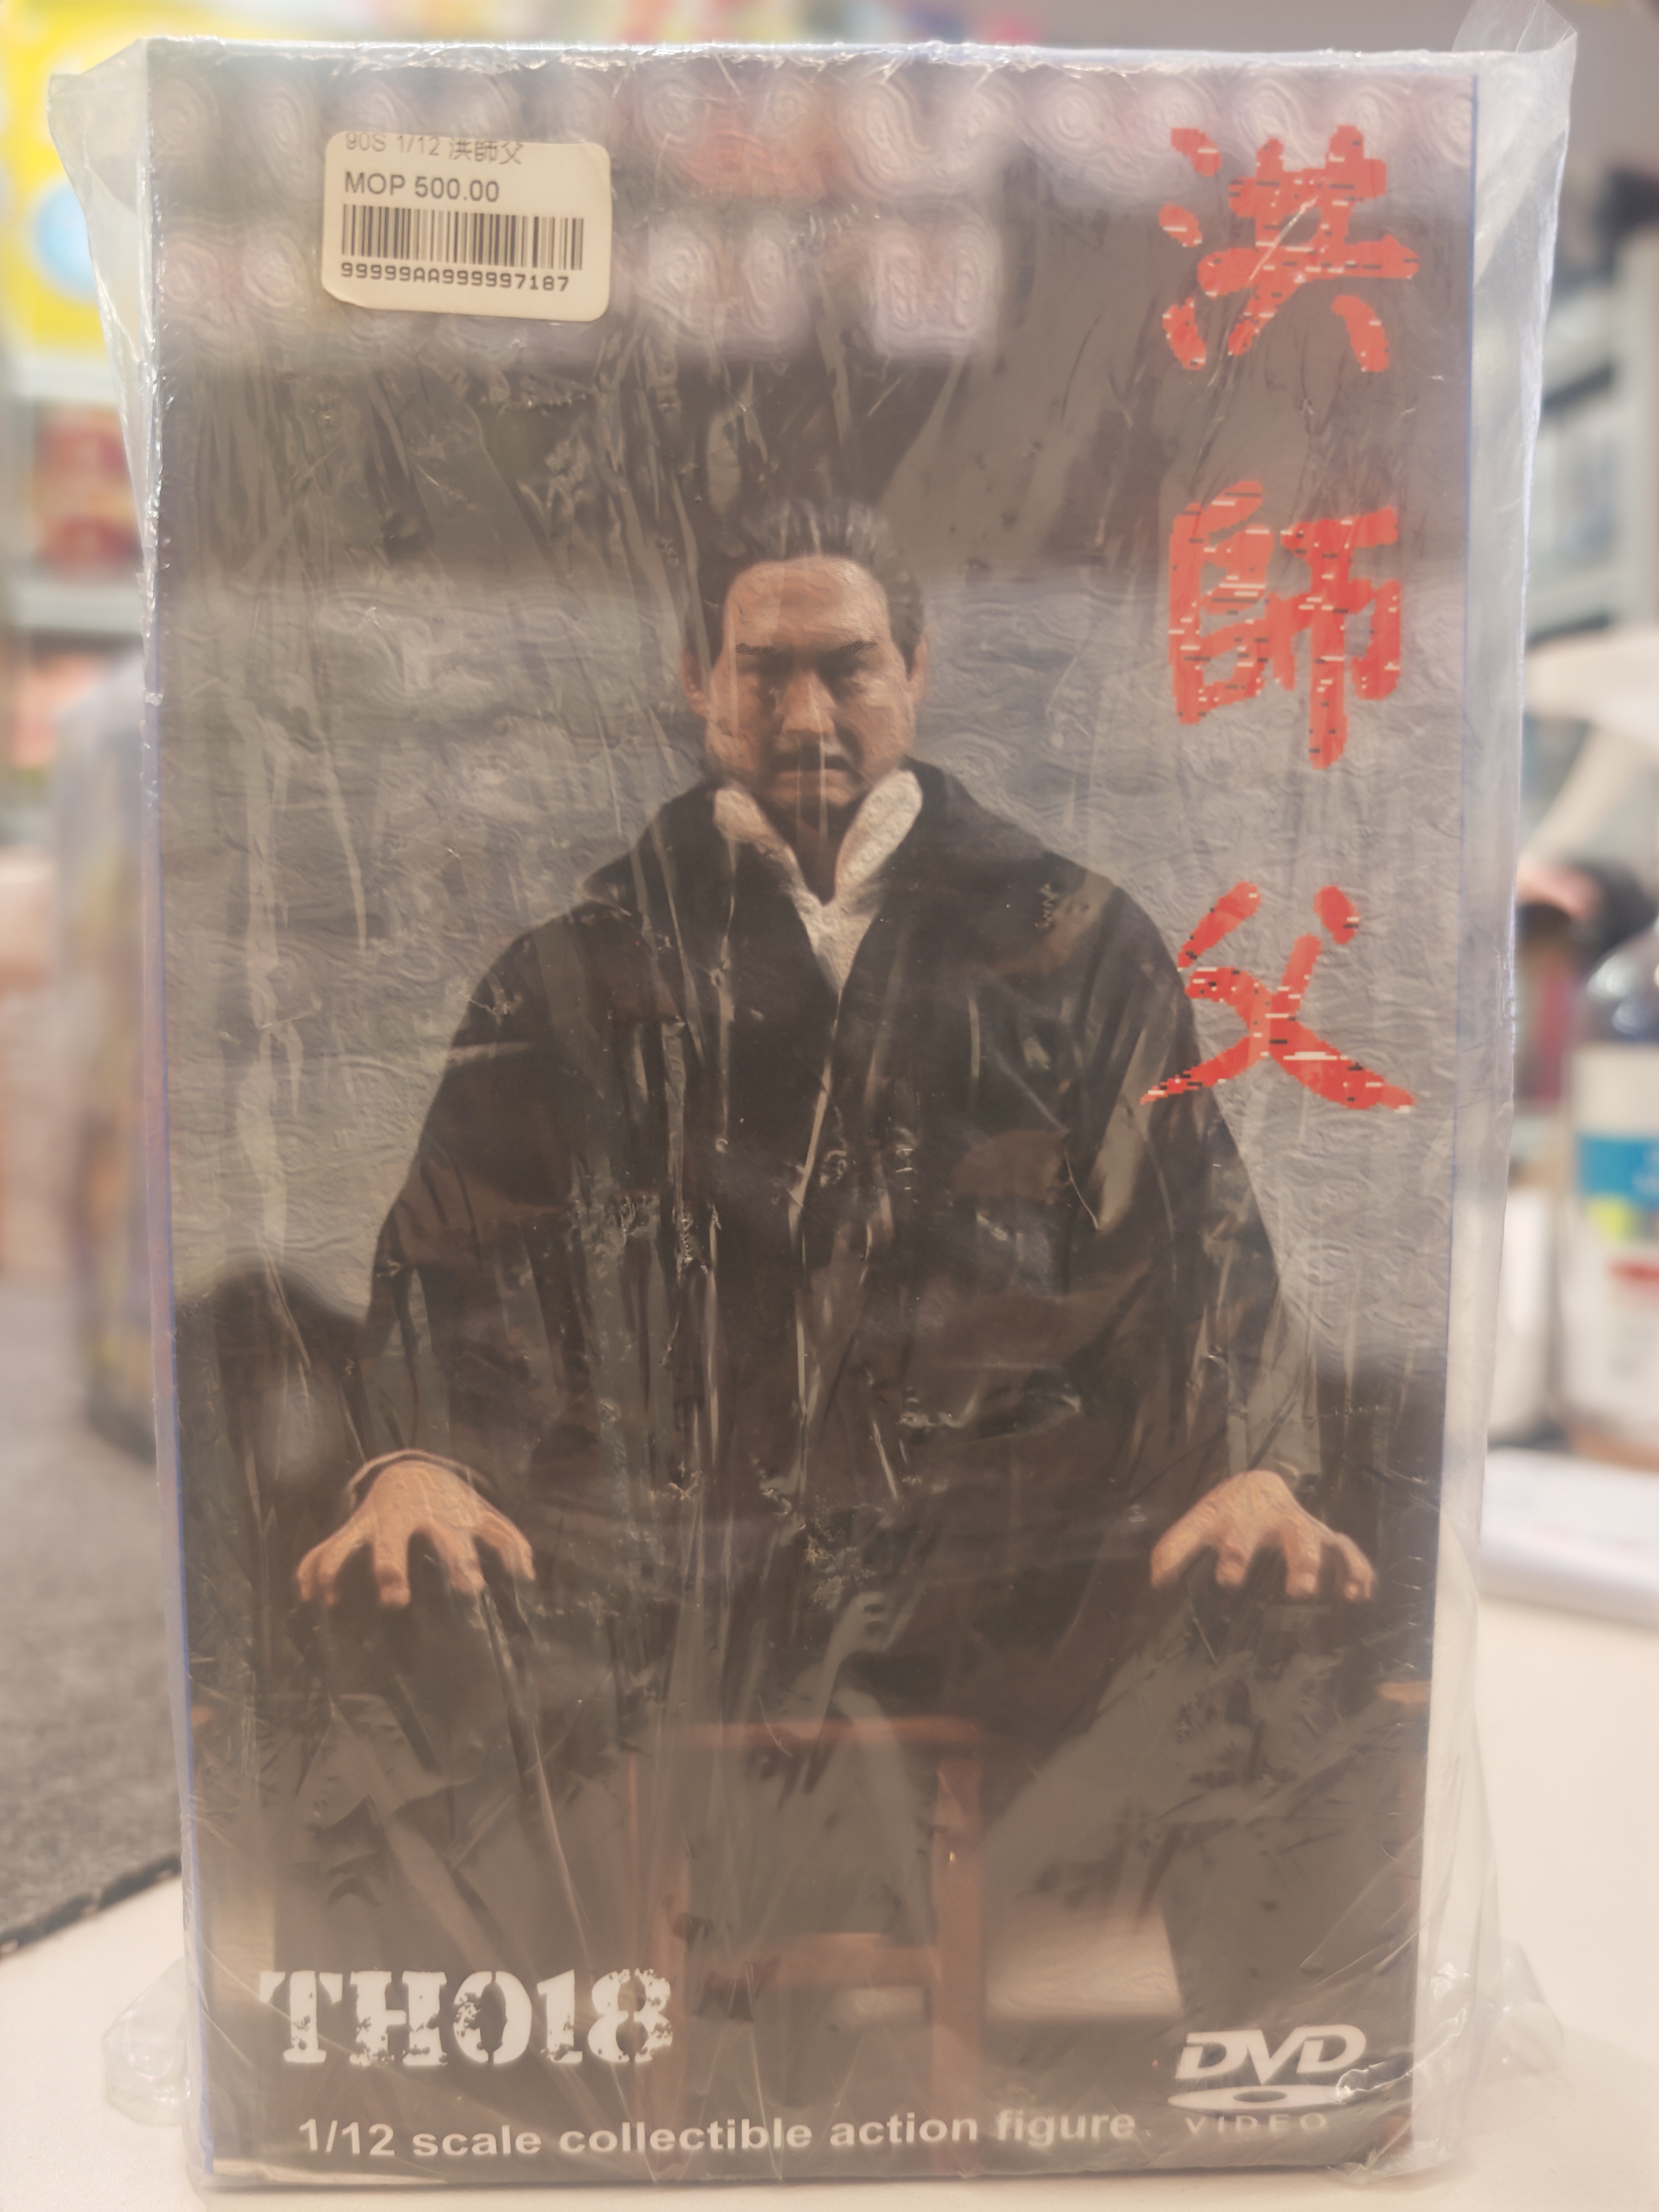 90S 1/12 洪師父
MOP 500.00
99999AA999997187
洪
師
父
TH018
DVD
VIDEO
1/12 scale collectible action figure